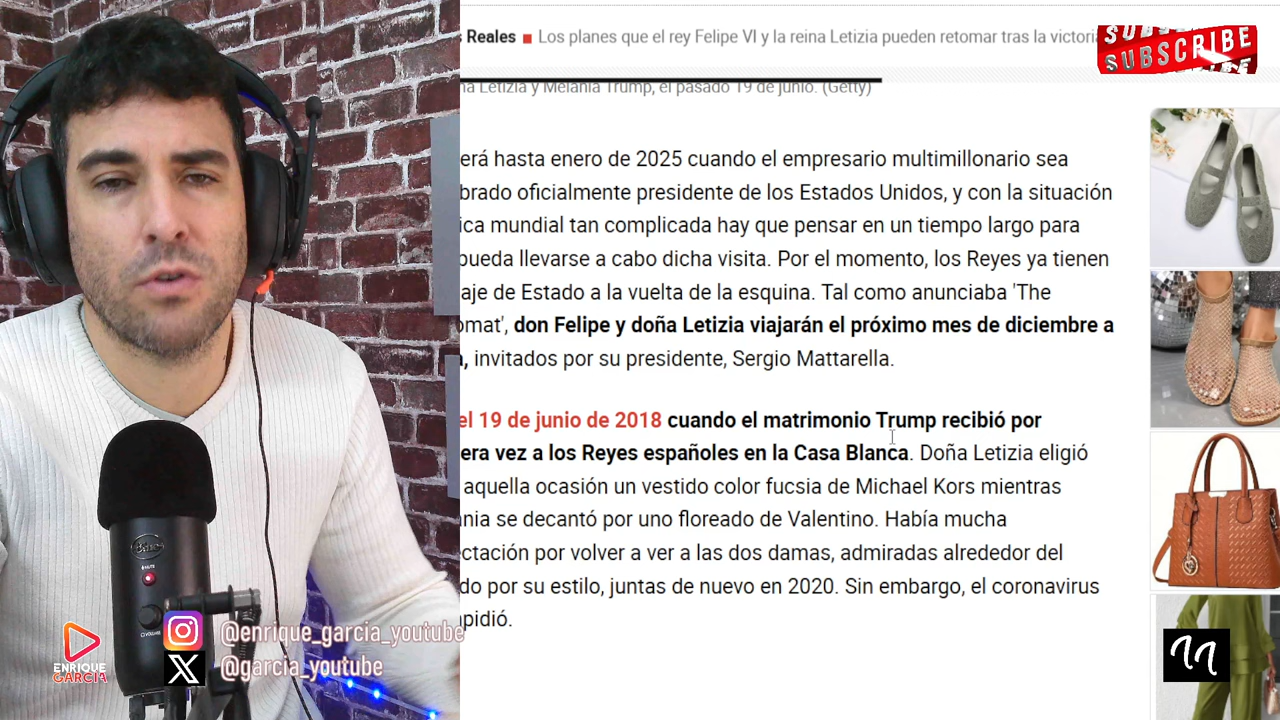 Reales ■ Los planes que el rey Felipe VI y la reina Letizia pueden retomar tras la victoria
SUBSCRIBE
Letizia y Melania Trump, el pasado 19 de junio. (Getty)
erá hasta enero de 2025 cuando el empresario multimillonario sea
brado oficialmente presidente de los Estados Unidos, y con la situación
ica mundial tan complicada hay que pensar en un tiempo largo para
pueda llevarse a cabo dicha visita. Por el momento, los Reyes ya tienen
aje de Estado a la vuelta de la esquina. Tal como anunciaba 'The
omat', don Felipe y doña Letizia viajarán el próximo mes de diciembre a
, invitados por su presidente, Sergio Mattarella.
el 19 de junio de 2018 cuando el matrimonio Trump recibió por
era vez a los Reyes españoles en la Casa Blanca. Doña Letizia eligió
aquella ocasión un vestido color fucsia de Michael Kors mientras
nia se decantó por uno floreado de Valentino. Había mucha
ctación por volver a ver a las dos damas, admiradas alrededor del
do por su estilo, juntas de nuevo en 2020. Sin embargo, el coronavirus
pidió.
@enrique_garcia_youtube
@garcia_youtube
ENRIQUE
GARCIA